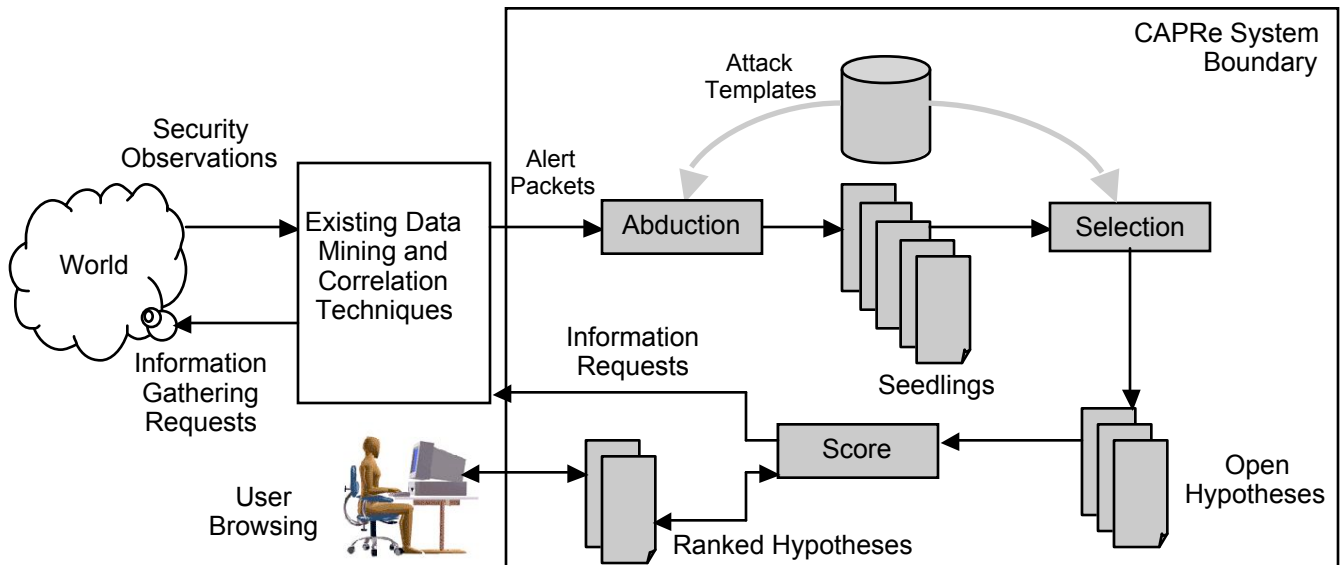 CAPRe System
Boundary
Attack
Templates
Security
Observations
Alert
Packets
World
Existing Data
Mining and
Correlation
Techniques
Abduction
Selection
Seedlings
Information
Gathering
Requests
Information
Requests
Score
Open
Hypotheses
User
Browsing
Ranked Hypotheses